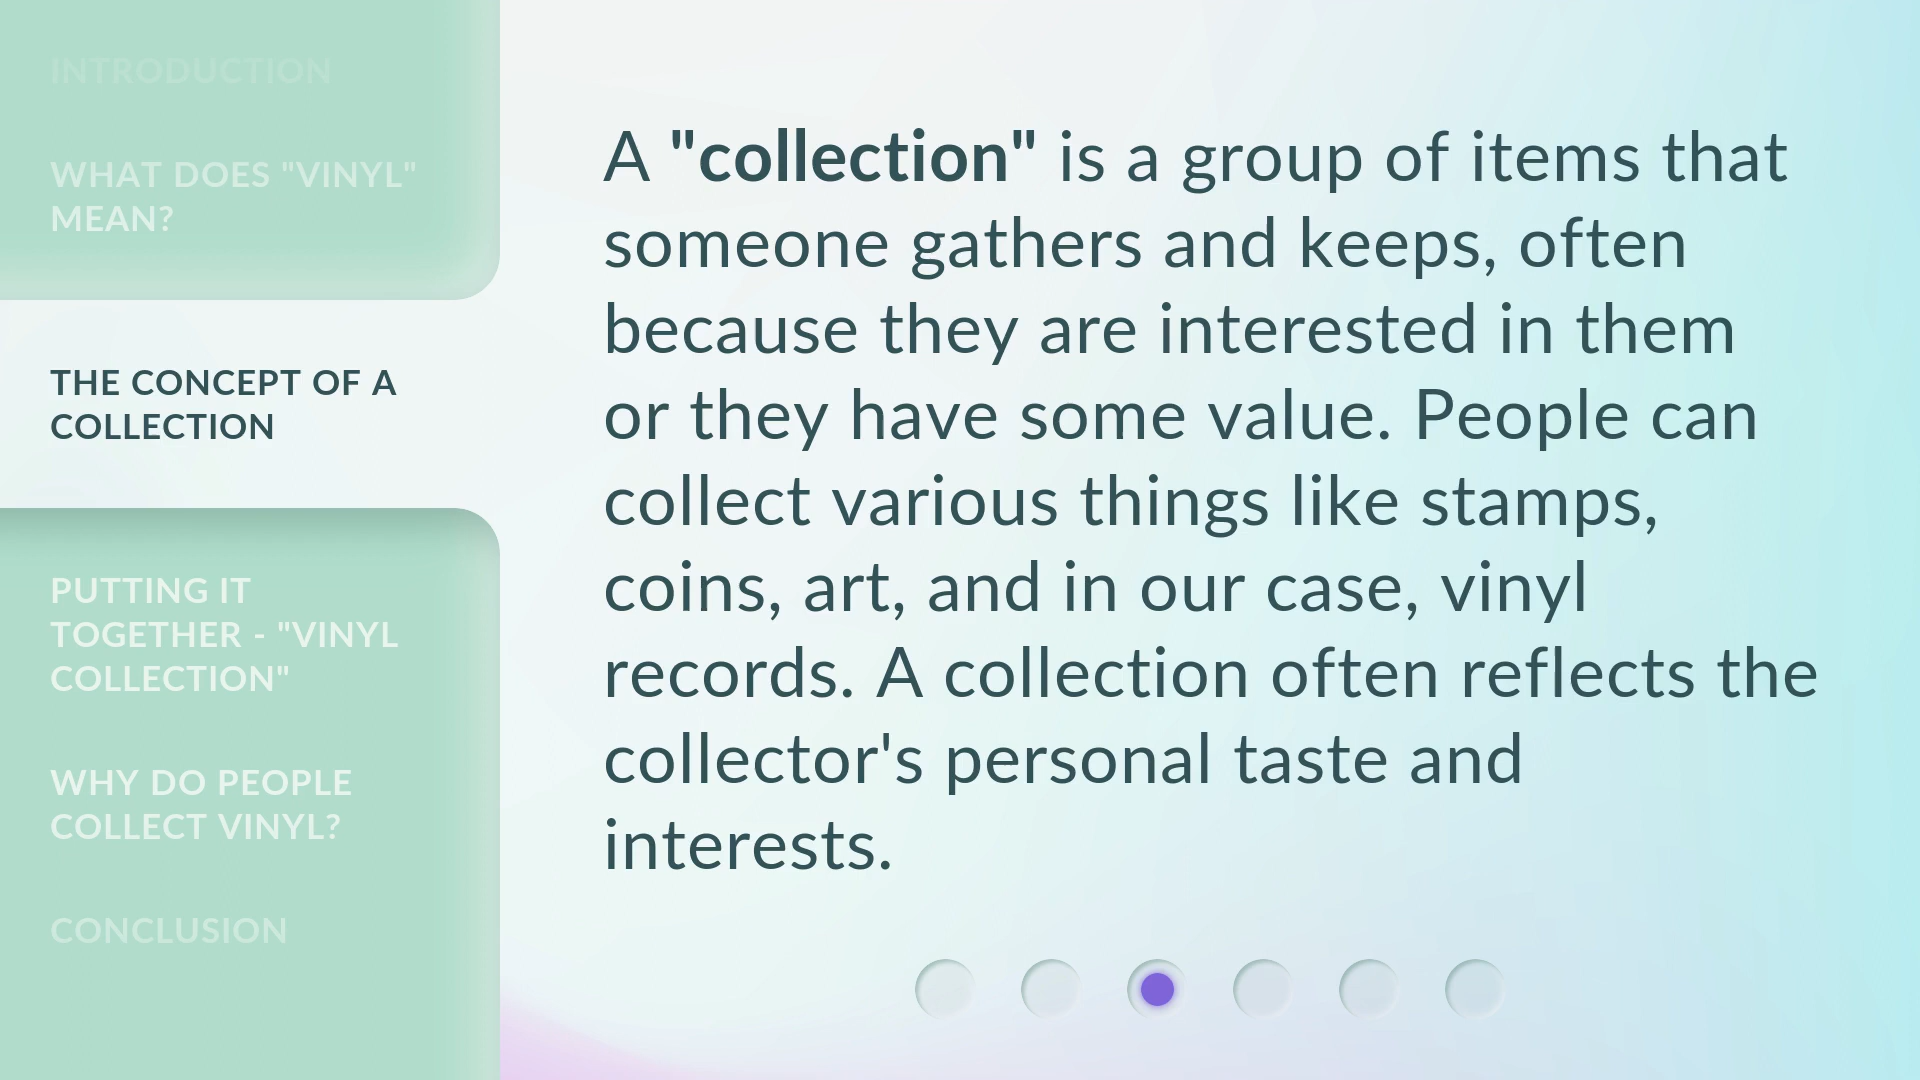 INTRODUCTION
WHAT DOES "VINYL"
MEAN?
THE CONCEPT OF A
COLLECTION
PUTTING IT
TOGETHER - "VINYL
COLLECTION"
WHY DO PEOPLE
COLLECT VINYL?
CONCLUSION
A "collection" is a group of items that
someone gathers and keeps, often
because they are interested in them
or they have some value. People can
collect various things like stamps,
coins, art, and in our case, vinyl
records. A collection often reflects the
collector's personal taste and
interests.